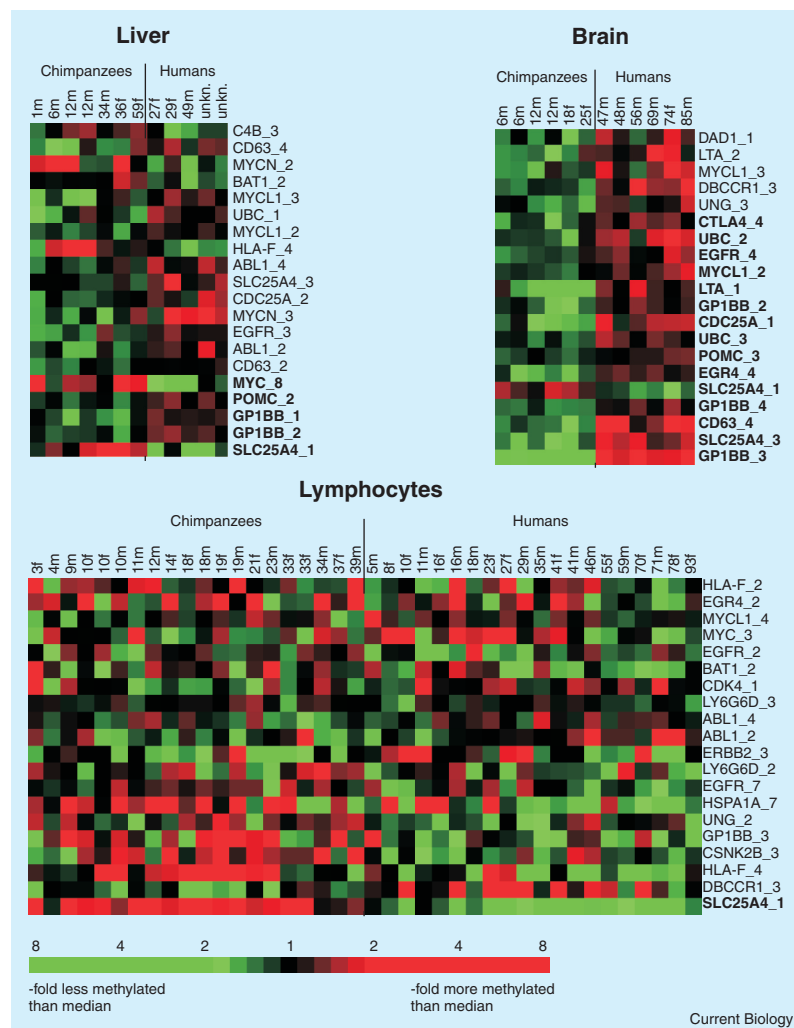 Liver
Chimpanzees Humans
1m 6m 12m 12m 34m 36f 59f 27f 29f 49m unkn. unkn.
C4B_3
CD63_4
MYCN_2
BAT1_2
MYCL1_3
UBC_1
MYCL1_2
HLA-F_4
ABL1_4
SLC25A4_3
CDC25A_2
MYCN_3
EGFR_3
ABL1_2
CD63_2
MYC_8
POMC_2
GP1BB_1
GP1BB_2
SLC25A4_1
Brain
Chimpanzees Humans
6m 6m 12m 12m 18f 25f 47m 48m 56m 69m 74f 85m
DAD1_1
LTA_2
MYCL1_3
DBCCR1_3
UNG_3
CTLA4_4
UBC_2
EGFR_4
MYCL1_2
LTA_1
GP1BB_2
CDC25A_1
UBC_3
POMC_3
EGR4_4
SLC25A4_1
GP1BB_4
CD63_4
SLC25A4_3
GP1BB_3
Lymphocytes
Chimpanzees Humans
3f 4m 9m 10f 10f 10m 11m 12m 14f 18f 18m 19f 19m 21f 23m 33f 33f 34m 37f 39m 5m 8f 10f 11m 16f 16m 18m 23f 27f 29m 35m 41f 41m 46m 55f 59m 70f 71m 78f 93f
HLA-F_2
EGR4_2
MYCL1_4
MYC_3
EGFR_2
BAT1_2
CDK4_1
LY6G6D_3
ABL1_4
ABL1_2
ERBB2_3
LY6G6D_2
EGFR_7
HSPA1A_7
UNG_2
GP1BB_3
CSNK2B_3
HLA-F_4
DBCCR1_3
SLC25A4_1
8 4 2 1 2 4 8
-fold less methylated -fold more methylated
than median than median
Current Biology